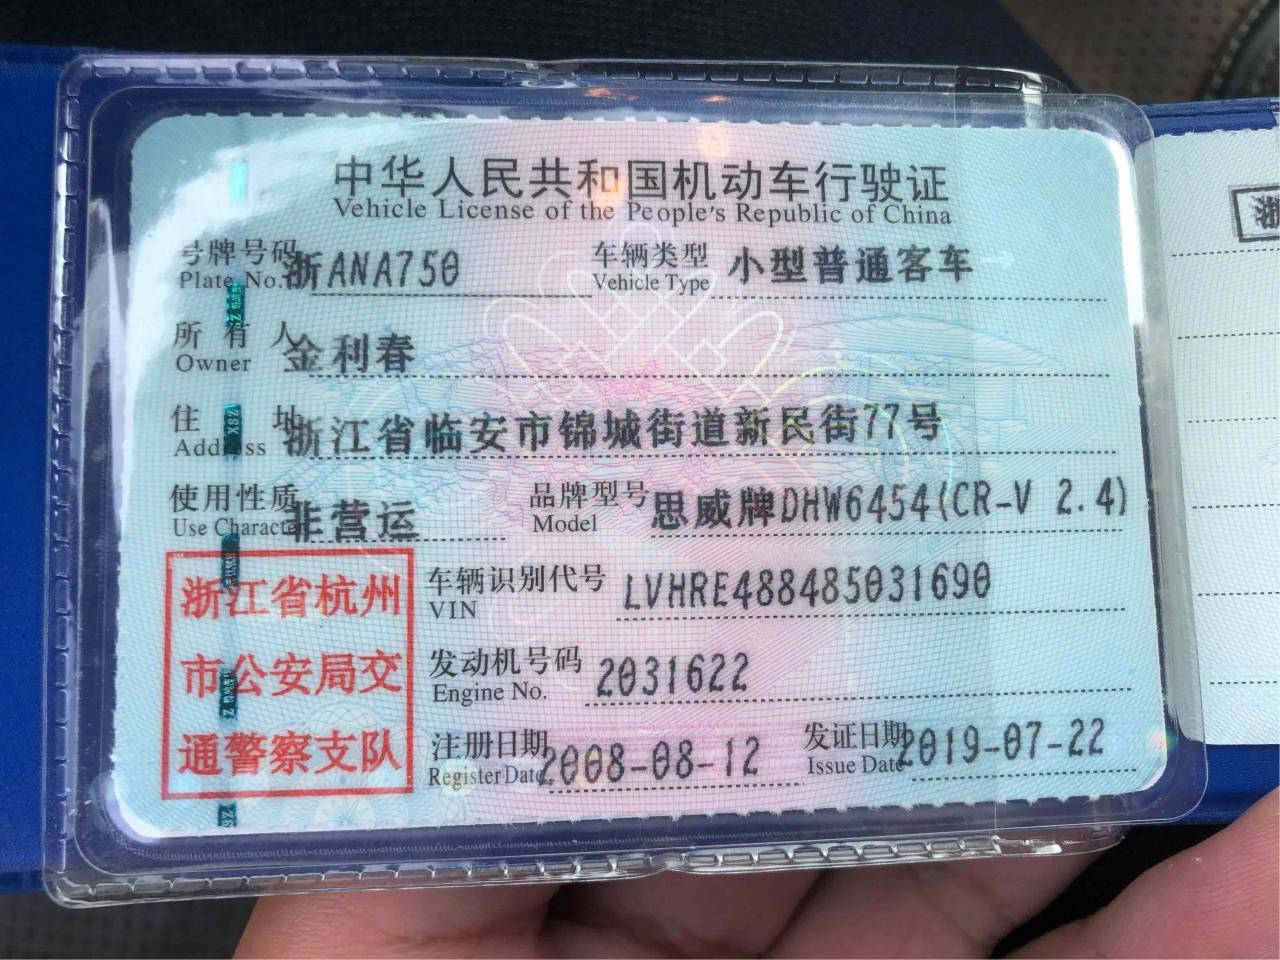 中华人民共和国机动车行驶证
Vehicle License of the People's Republic of China
号牌号码 浙ANA750 车辆类型 小型普通客车
Plate No. Vehicle Type
所有人 金利春
Owner
住址 浙江省临安市锦城街道新民街77号
Address
使用性质 非营运 品牌型号 思威牌DHW6454(CR-V 2.4)
Use Character Model
浙江省杭州
市公安局交
通警察支队
车辆识别代号 LVHRE488485031690
VIN
发动机号码 2031622
Engine No.
注册日期 2008-08-12 发证日期 2019-07-22
Register Date Issue Date